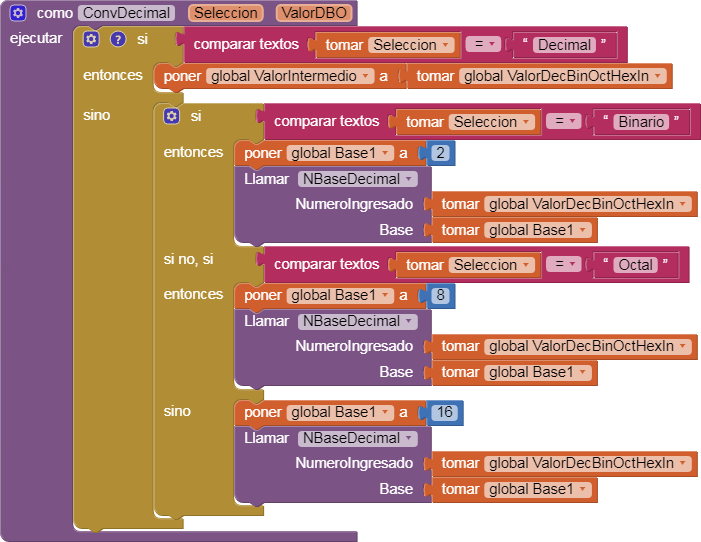 como ConvDecimal Seleccion ValorDBO
ejecutar ? si comparar textos tomar Seleccion = " Decimal "
entonces poner global ValorIntermedio a tomar global ValorDecBinOctHexIn
sino si comparar textos tomar Seleccion = " Binario "
entonces poner global Base1 a 2
Llamar NBaseDecimal
NumeroIngresado tomar global ValorDecBinOctHexIn
Base tomar global Base1
si no, si comparar textos tomar Seleccion = " Octal "
entonces poner global Base1 a 8
Llamar NBaseDecimal
NumeroIngresado tomar global ValorDecBinOctHexIn
Base tomar global Base1
sino poner global Base1 a 16
Llamar NBaseDecimal
NumeroIngresado tomar global ValorDecBinOctHexIn
Base tomar global Base1